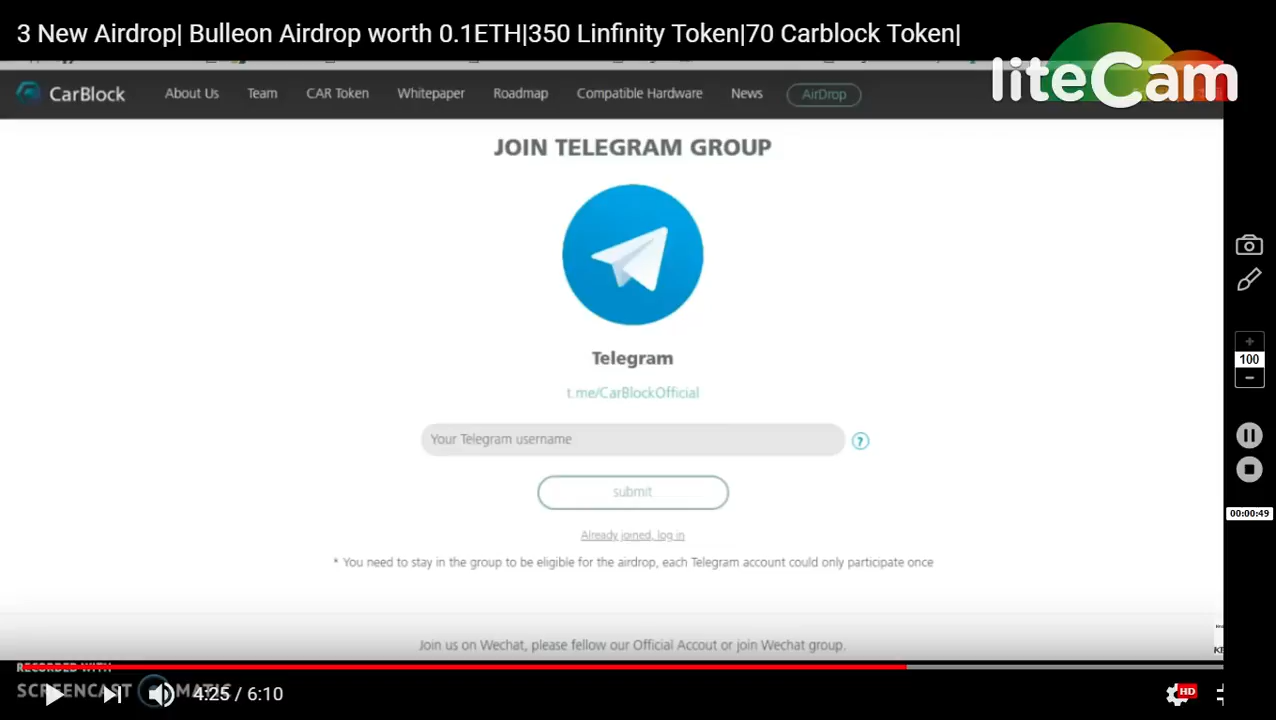 3 New Airdrop| Bulleon Airdrop worth 0.1ETH|350 Linfinity Token|70 Carblock Token|
liteCam
CarBlock About Us Team CAR Token Whitepaper Roadmap Compatible Hardware News AirDrop
JOIN TELEGRAM GROUP
Telegram
t.me/CarBlockOfficial
Your Telegram username ?
submit
Already joined, log in
* You need to stay in the group to be eligible for the airdrop, each Telegram account could only participate once
Join us on Wechat, please fellow our Official Accout or join Wechat group.
RECORDED WITH
SCREENCAST MATIC
4:25 / 6:10
HD
100
00:00:49